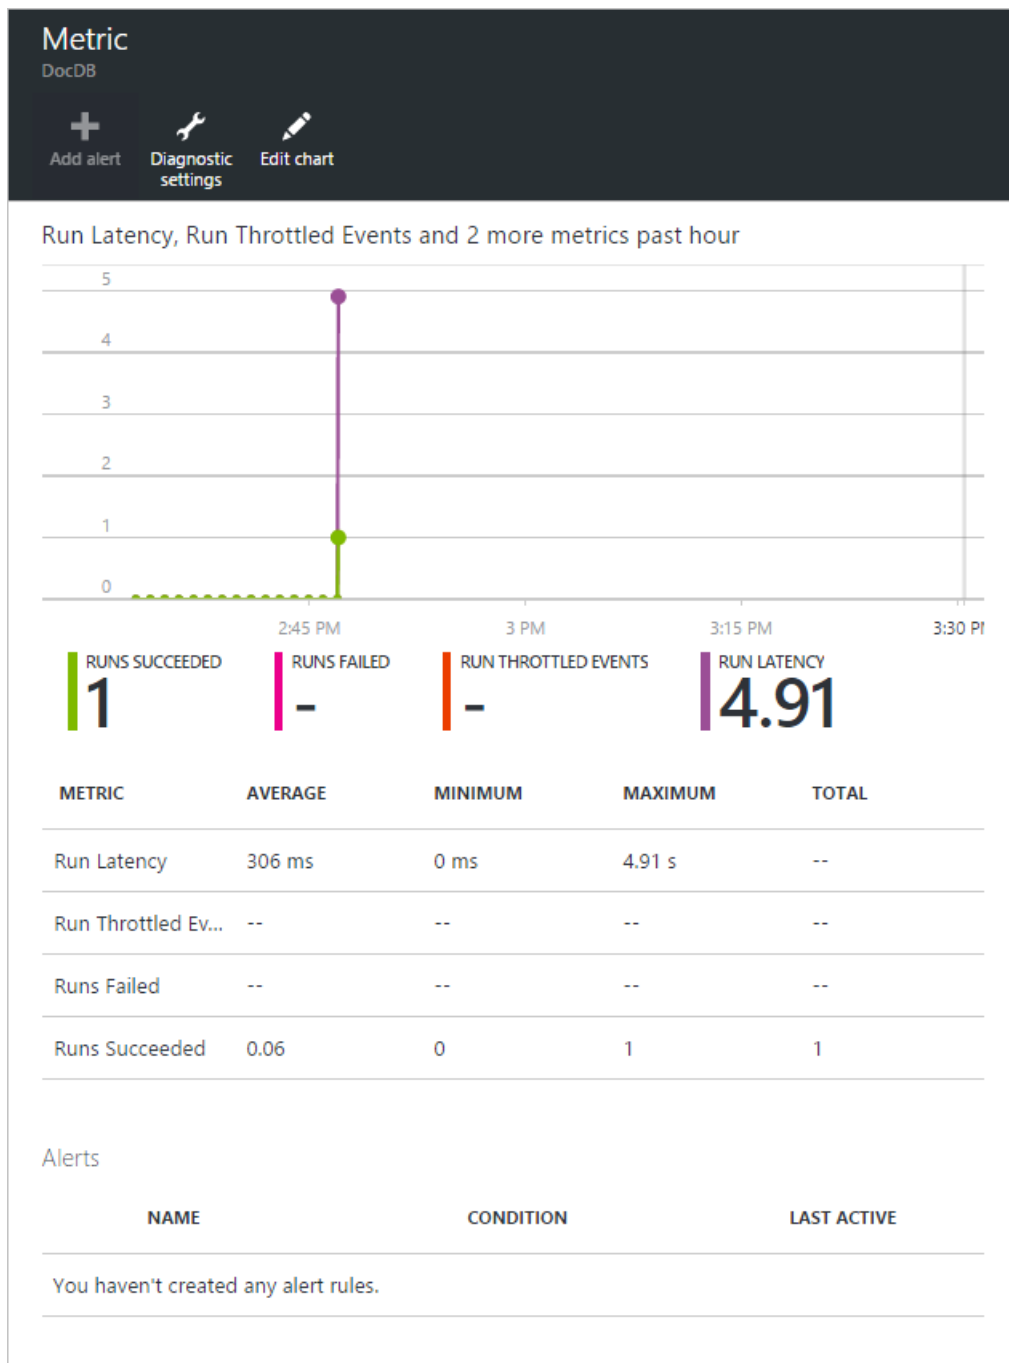 Metric
DocDB
Add alert
Diagnostic settings
Edit chart
Run Latency, Run Throttled Events and 2 more metrics past hour
5
4
3
2
1
0
2:45 PM 3 PM 3:15 PM 3:30 P
RUNS SUCCEEDED
1
RUNS FAILED
-
RUN THROTTLED EVENTS
-
RUN LATENCY
4.91
METRIC AVERAGE MINIMUM MAXIMUM TOTAL
Run Latency 306 ms 0 ms 4.91 s --
Run Throttled Ev... -- -- -- --
Runs Failed -- -- -- --
Runs Succeeded 0.06 0 1 1
Alerts
NAME CONDITION LAST ACTIVE
You haven't created any alert rules.